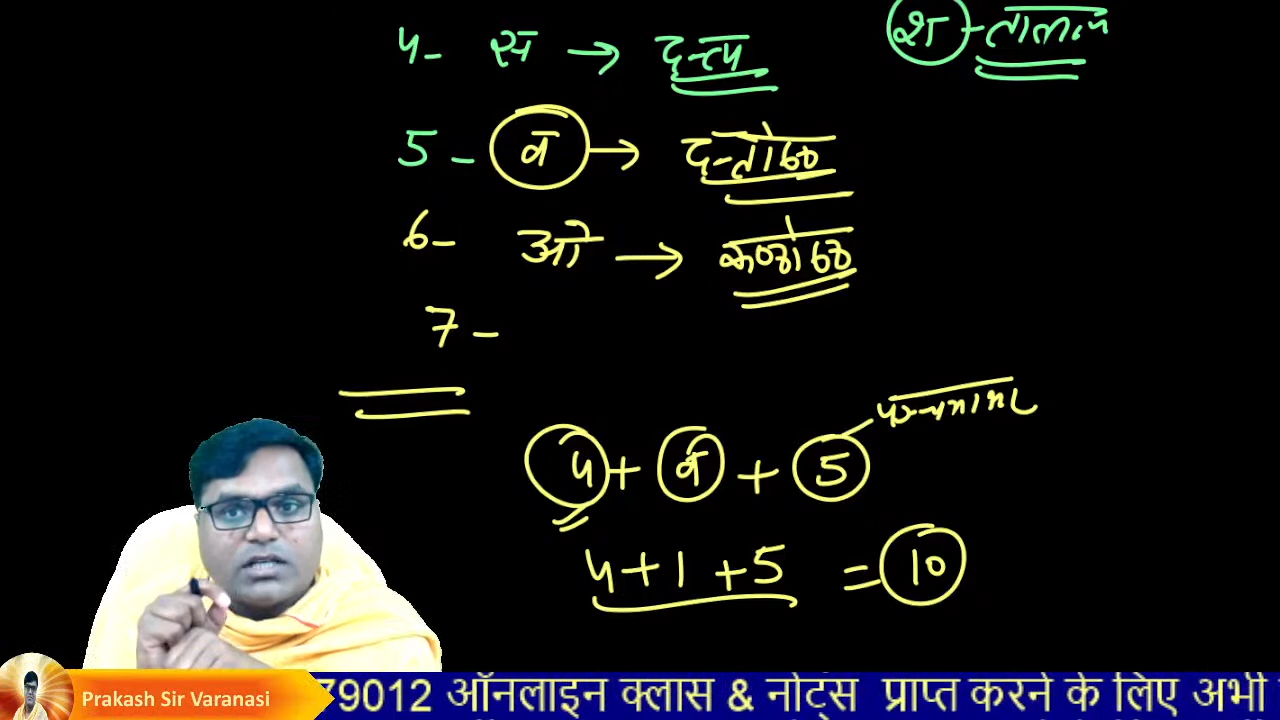 4- स → दन्त्य
श - तालव्य
5- व → दन्तोष्ठ
6- ओ → कण्ठोष्ठ
7-
4 + व + 5
4+1+5 = 10
Prakash Sir Varanasi
79012 ऑनलाइन क्लास & नोट्स प्राप्त करने के लिए अभी